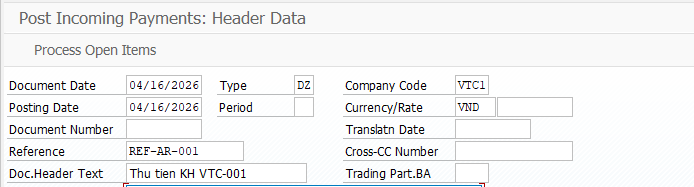 Post Incoming Payments: Header Data
Process Open Items
Document Date 04/16/2026 Type DZ Company Code VTC1
Posting Date 04/16/2026 Period Currency/Rate VND
Document Number Translatn Date
Reference REF-AR-001 Cross-CC Number
Doc.Header Text Thu tien KH VTC-001 Trading Part.BA